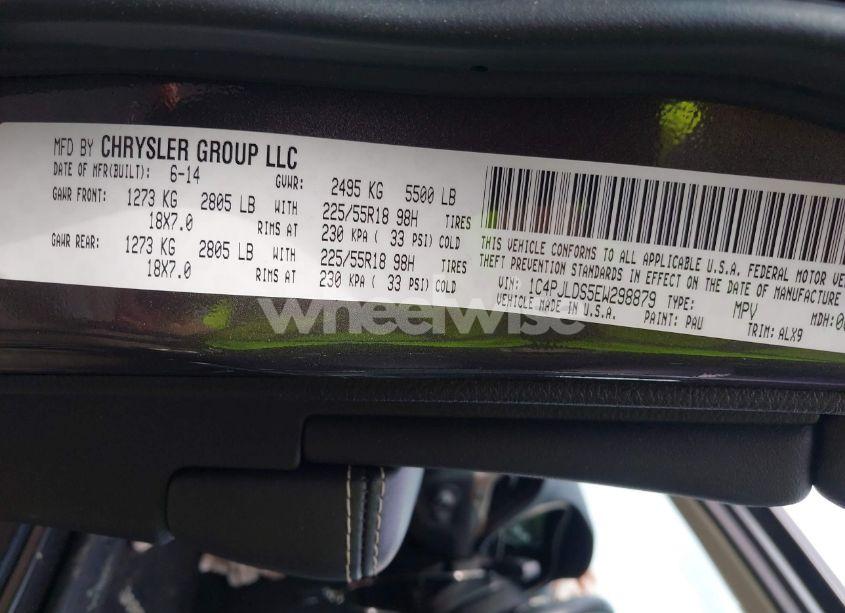 MFD BY CHRYSLER GROUP LLC
DATE OF MFR(BUILT): 6-14 GVWR: 2495 KG 5500 LB
GAWR FRONT: 1273 KG 2805 LB WITH 225/55R18 98H TIRES
18X7.0 RIMS AT 230 KPA ( 33 PSI) COLD
GAWR REAR: 1273 KG 2805 LB WITH 225/55R18 98H TIRES
18X7.0 RIMS AT 230 KPA ( 33 PSI) COLD
THIS VEHICLE CONFORMS TO ALL APPLICABLE U.S.A. FEDERAL MOTOR
THEFT PREVENTION STANDARDS IN EFFECT ON THE DATE OF MANUFACTURE
VIN: 1C4PJLDS5EW298879 TYPE: MPV MDH:
VEHICLE MADE IN U.S.A. PAINT: PAU TRIM: ALX9
wheelwise